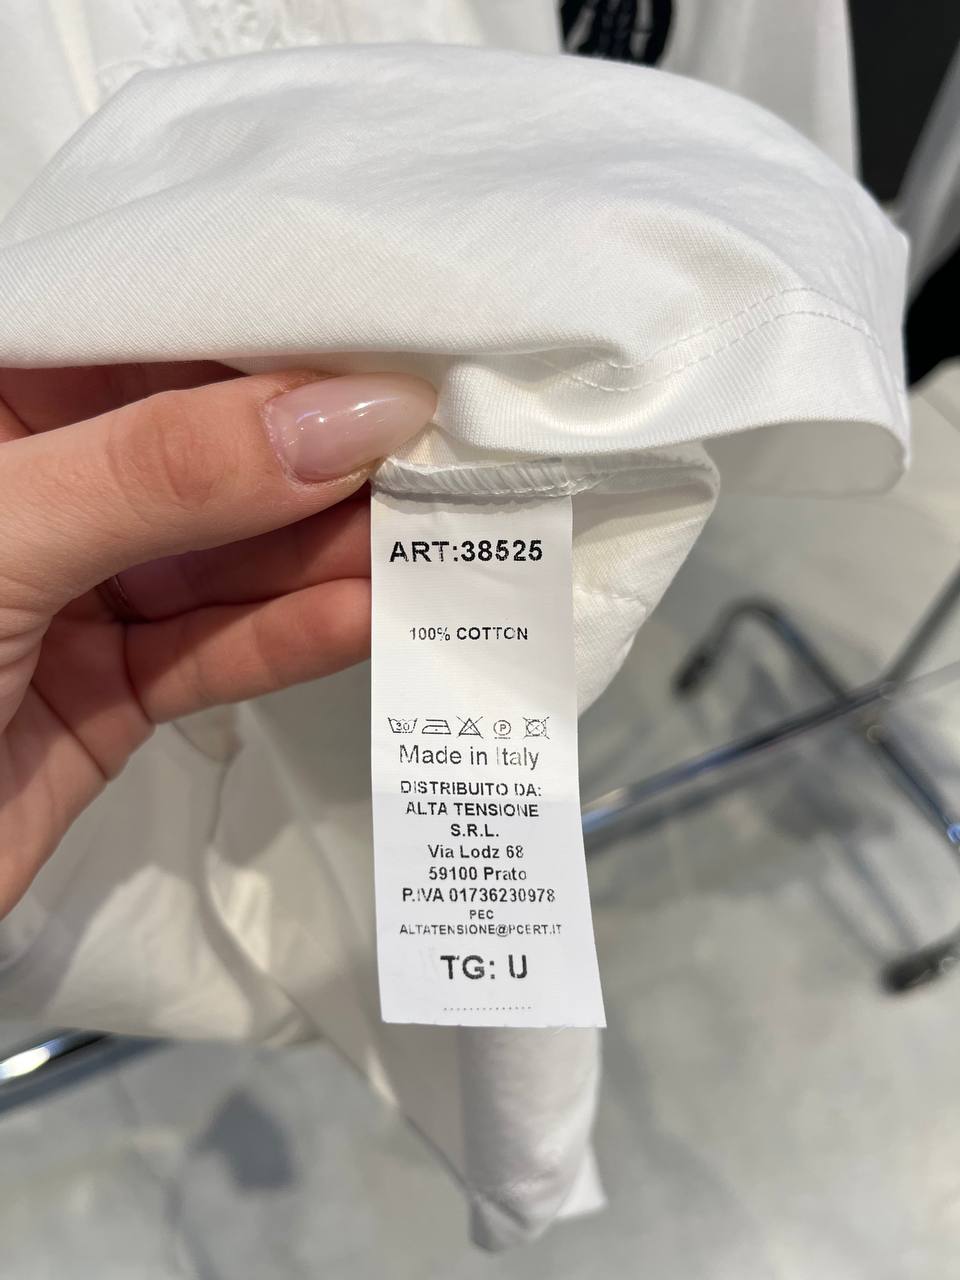 ART:38525
100% COTTON
30 P
Made in Italy
DISTRIBUITO DA:
ALTA TENSIONE
S.R.L.
Via Lodz 68
59100 Prato
P.IVA 01736230978
PEC
ALTATENSIONE@PCERT.IT
TG: U